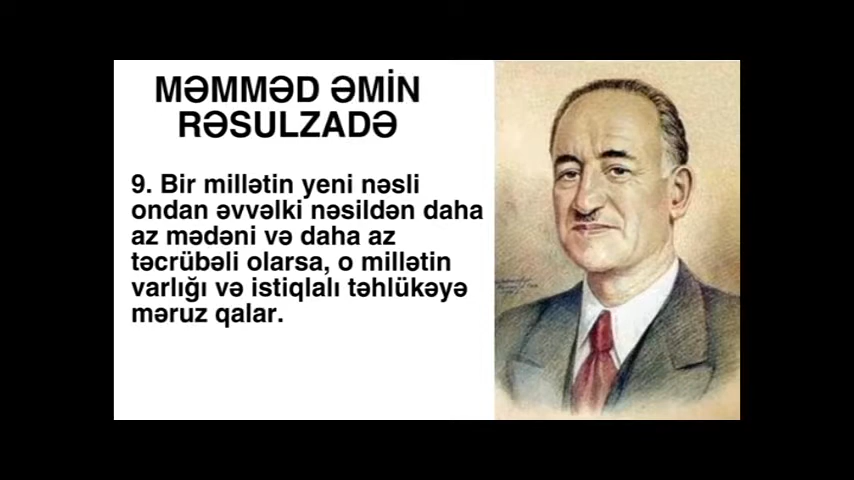 MƏMMƏD ƏMİN
RƏSULZADƏ
9. Bir millətin yeni nəsli
ondan əvvəlki nəsildən daha
az mədəni və daha az
təcrübəli olarsa, o millətin
varlığı və istiqlalı təhlükəyə
məruz qalar.